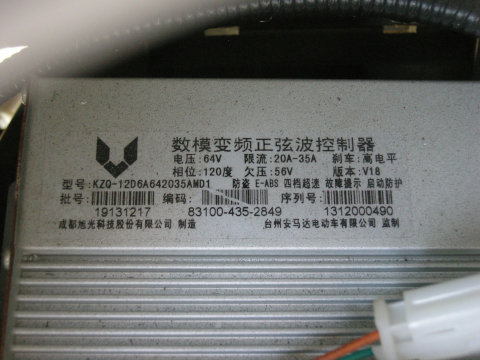 数模变频正弦波控制器
电压:64V 限流:20A-35A 刹车:高电平
相位:120度 欠压:56V 版本:V18
型号:KZQ-12D6A642035AMD1 防盗 E-ABS 四档超速 故障提示 启动防护
批号: 编码: 序列号:
19131217 83100-435-2849 1312000490
成都旭光科技股份有限公司 制造 台州安马达电动车有限公司 监制